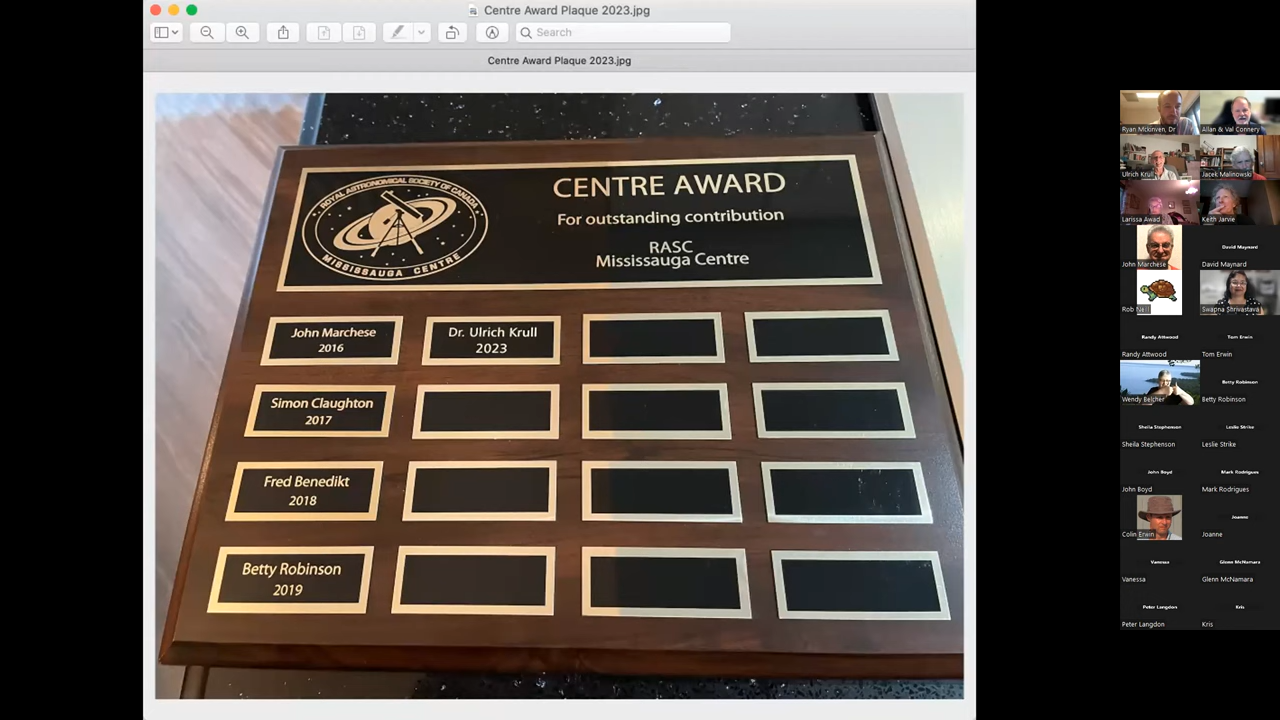 Centre Award Plaque 2023.jpg
Search
Centre Award Plaque 2023.jpg
ROYAL ASTRONOMICAL SOCIETY OF CANADA
MISSISSAUGA CENTRE
CENTRE AWARD
For outstanding contribution
RASC
Mississauga Centre
John Marchese
2016
Dr. Ulrich Krull
2023
Simon Claughton
2017
Fred Benedikt
2018
Betty Robinson
2019
Ryan Mckinven, Dr
Allan & Val Connery
Ulrich Krull
Jacek Malinowski
Larissa Awad
Keith Jarvie
John Marchese
David Maynard
David Maynard
Rob Neill
Swapna Shrivastava
Randy Attwood
Tom Erwin
Randy Attwood
Tom Erwin
Wendy Belcher
Betty Robinson
Betty Robinson
Sheila Stephenson
Leslie Strike
Sheila Stephenson
Leslie Strike
John Boyd
Mark Rodrigues
John Boyd
Mark Rodrigues
Colin Erwin
Joanne
Joanne
Vanessa
Glenn McNamara
Vanessa
Glenn McNamara
Peter Langdon
Kris
Peter Langdon
Kris